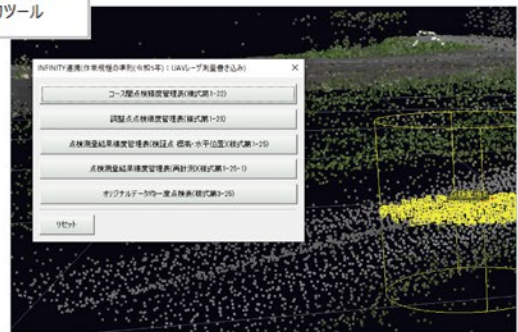 ツール
INFINITY連携(作業規程の準則(令和5年):UAVレーザ測量書き込み) ×
コース間点検精度管理表(様式第1-22)
調整点点検精度管理表(様式第1-23)
点検測量結果精度管理表(検証点 標高・水平位置)(様式第1-25)
点検測量結果精度管理表(再計測)(様式第1-25-1)
オリジナルデータ均一度点検表(様式第3-25)
リセット